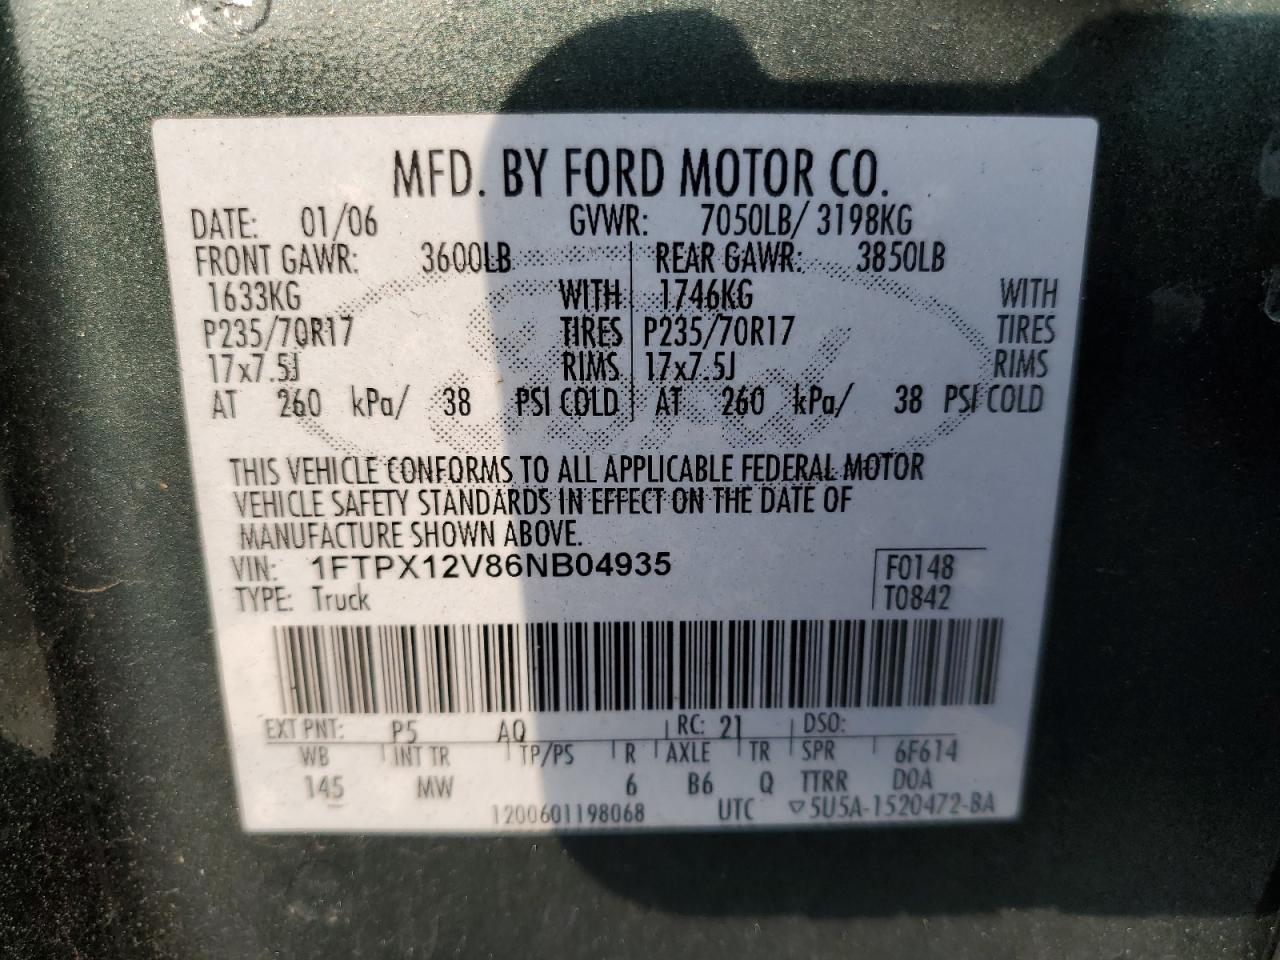 MFD. BY FORD MOTOR CO.
DATE: 01/06 GVWR: 7050LB/ 3198KG
FRONT GAWR: 3600LB REAR GAWR: 3850LB
1633KG WITH 1746KG WITH
P235/70R17 TIRES P235/70R17 TIRES
17x7.5J RIMS 17x7.5J RIMS
AT 260 kPa/ 38 PSI COLD AT 260 kPa/ 38 PSI COLD
THIS VEHICLE CONFORMS TO ALL APPLICABLE FEDERAL MOTOR
VEHICLE SAFETY STANDARDS IN EFFECT ON THE DATE OF
MANUFACTURE SHOWN ABOVE.
VIN: 1FTPX12V86NB04935 F0148
TYPE: Truck T0842
EXT PNT: P5 AQ RC: 21 DSO:
WB INT TR TP/PS R AXLE TR SPR 6F614
145 MW 6 B6 Q TTRR DOA
1200601198068 UTC ▽5U5A-1520472-BA